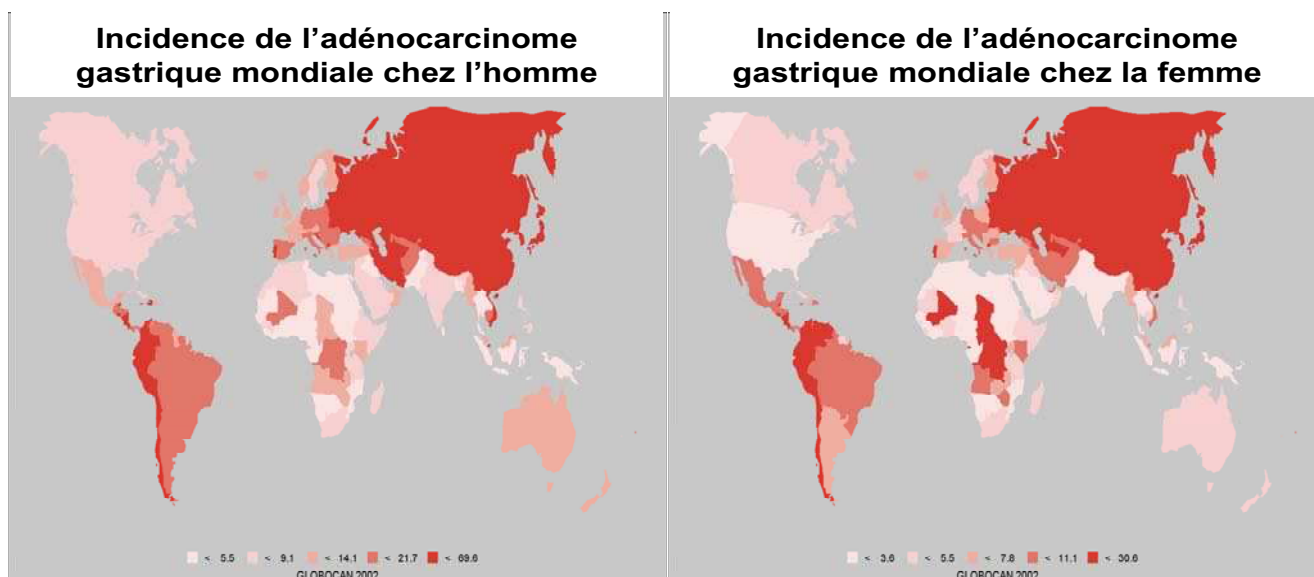 Incidence de l’adénocarcinome
gastrique mondiale chez l’homme
< 5.5 < 9.1 < 14.1 < 21.7 < 69.6
GLOBOCAN 2002
Incidence de l’adénocarcinome
gastrique mondiale chez la femme
< 3.6 < 5.5 < 7.8 < 11.1 < 30.6
GLOBOCAN 2002